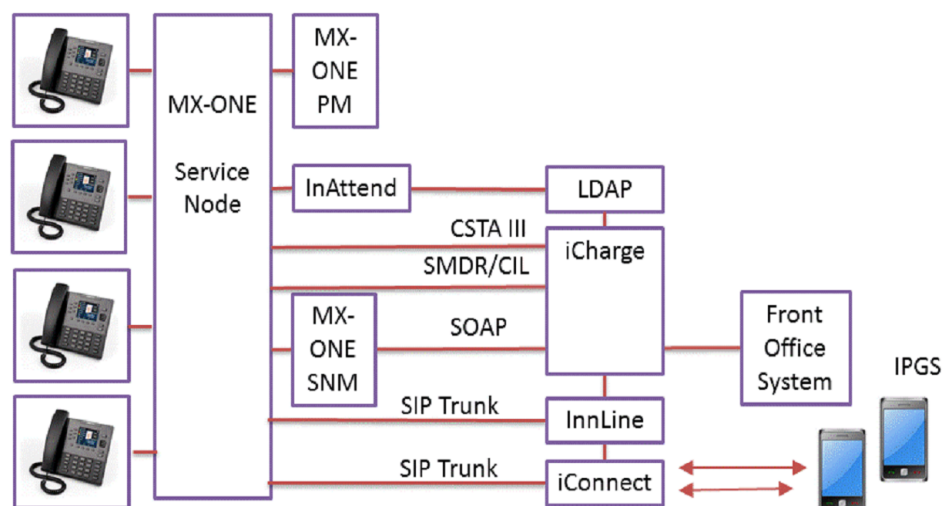 MX-ONE
Service
Node
MX-
ONE
PM
InAttend
LDAP
CSTA III
iCharge
SMDR/CIL
MX-
ONE
SNM
SOAP
Front
Office
System
IPGS
SIP Trunk
InnLine
SIP Trunk
iConnect